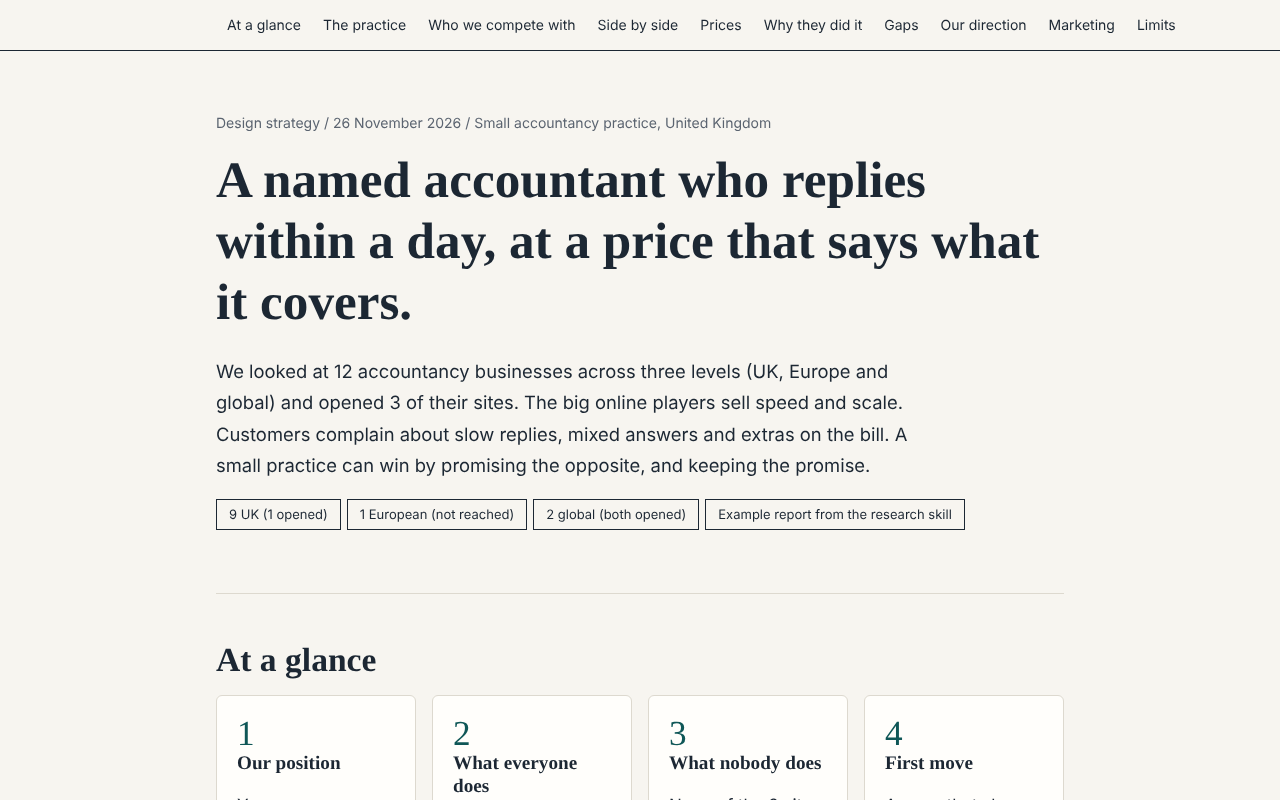 At a glance The practice Who we compete with Side by side Prices Why they did it Gaps Our direction Marketing Limits
Design strategy / 26 November 2026 / Small accountancy practice, United Kingdom
A named accountant who replies
within a day, at a price that says what
it covers.
We looked at 12 accountancy businesses across three levels (UK, Europe and
global) and opened 3 of their sites. The big online players sell speed and scale.
Customers complain about slow replies, mixed answers and extras on the bill. A
small practice can win by promising the opposite, and keeping the promise.
9 UK (1 opened) 1 European (not reached) 2 global (both opened) Example report from the research skill
At a glance
1 2 3 4
Our position What everyone What nobody does First move
does